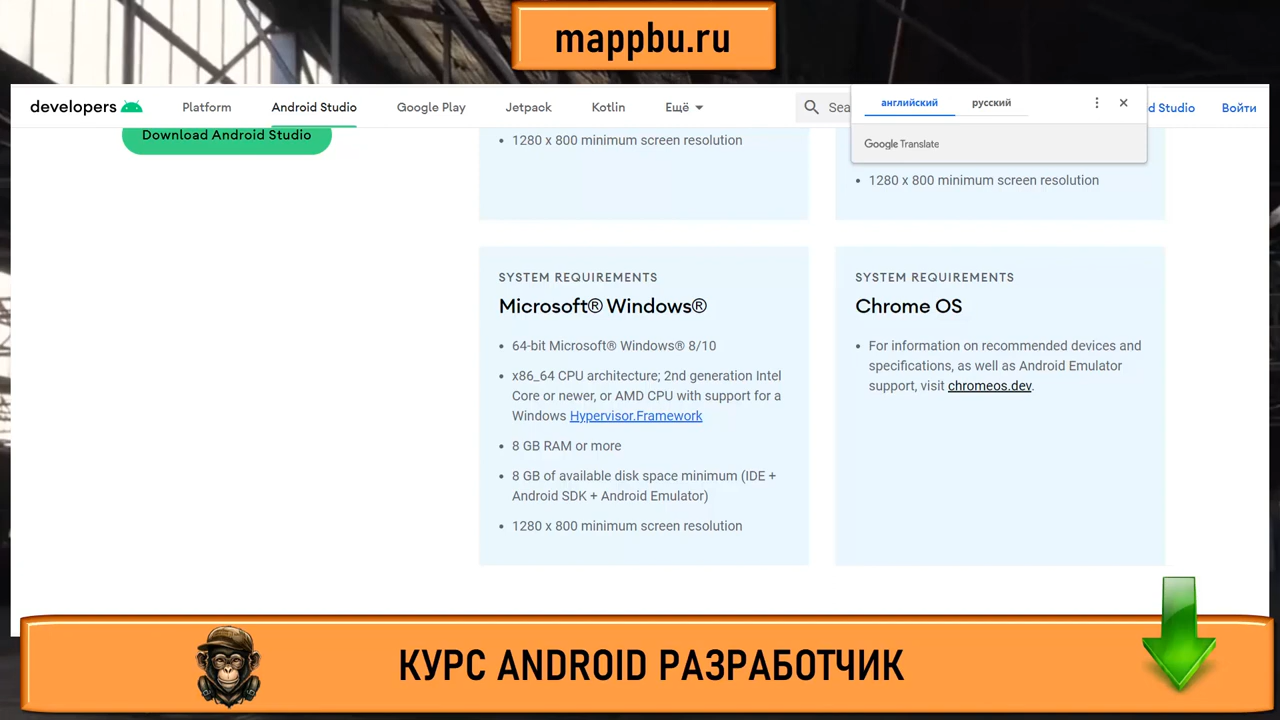 mappbu.ru
developers
Platform
Android Studio
Google Play
Jetpack
Kotlin
Ещё
Sea
английский
русский
d Studio
Войти
Google Translate
Download Android Studio
• 1280 x 800 minimum screen resolution
• 1280 x 800 minimum screen resolution
SYSTEM REQUIREMENTS
Microsoft® Windows®
• 64-bit Microsoft® Windows® 8/10
• x86_64 CPU architecture; 2nd generation Intel
Core or newer, or AMD CPU with support for a
Windows Hypervisor.Framework
• 8 GB RAM or more
• 8 GB of available disk space minimum (IDE +
Android SDK + Android Emulator)
• 1280 x 800 minimum screen resolution
SYSTEM REQUIREMENTS
Chrome OS
• For information on recommended devices and
specifications, as well as Android Emulator
support, visit chromeos.dev.
КУРС ANDROID РАЗРАБОТЧИК